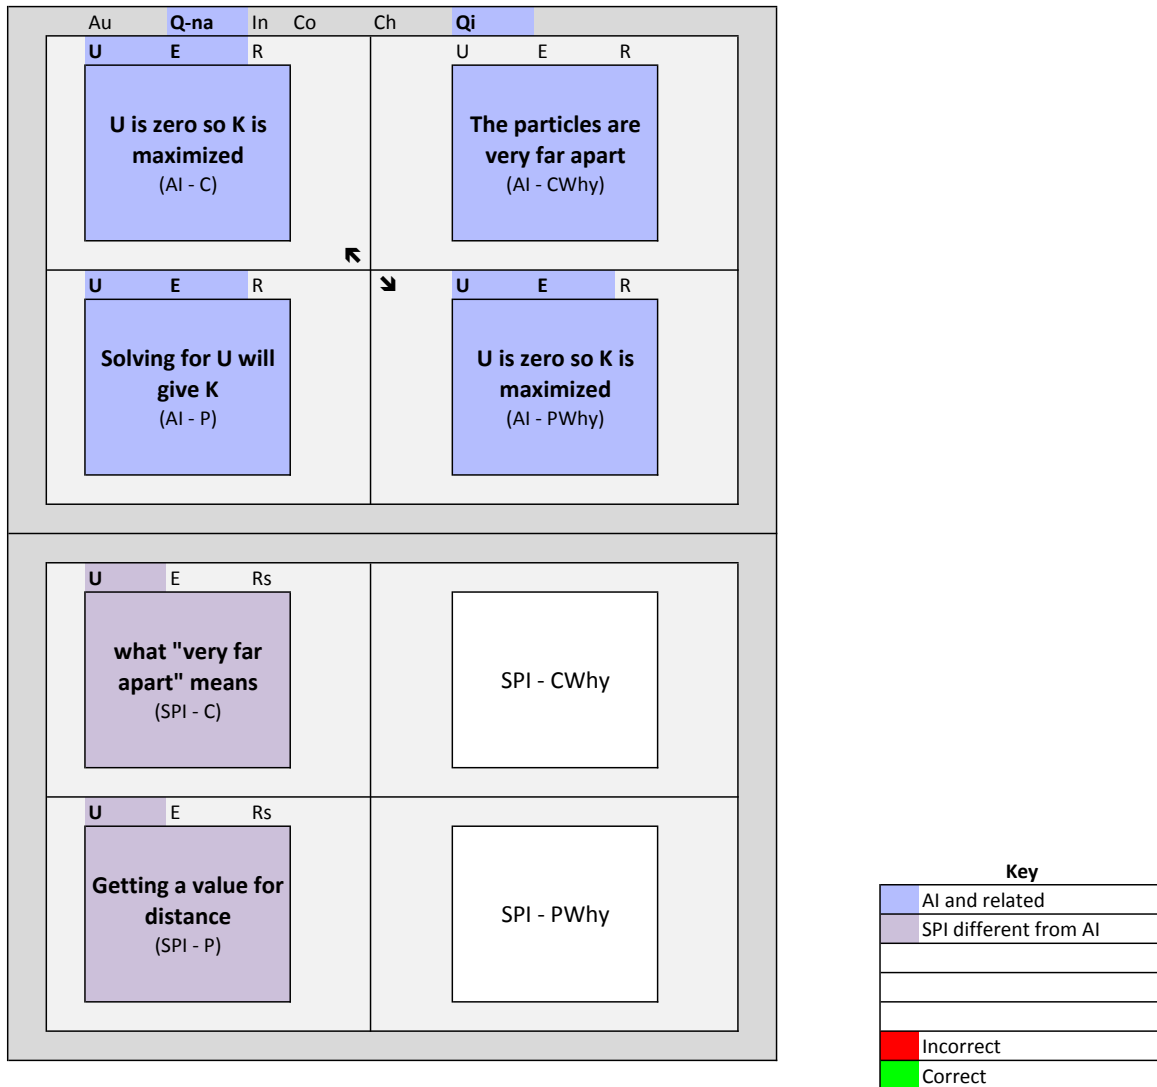 Au Q-na In Co Ch Qi
U E R U E R
U is zero so K is
maximized
(AI - C)
The particles are
very far apart
(AI - CWhy)
U E R U E R
Solving for U will
give K
(AI - P)
U is zero so K is
maximized
(AI - PWhy)
U E Rs
what "very far
apart" means
(SPI - C)
SPI - CWhy
U E Rs
Getting a value for
distance
(SPI - P)
SPI - PWhy
Key
AI and related
SPI different from AI
Incorrect
Correct